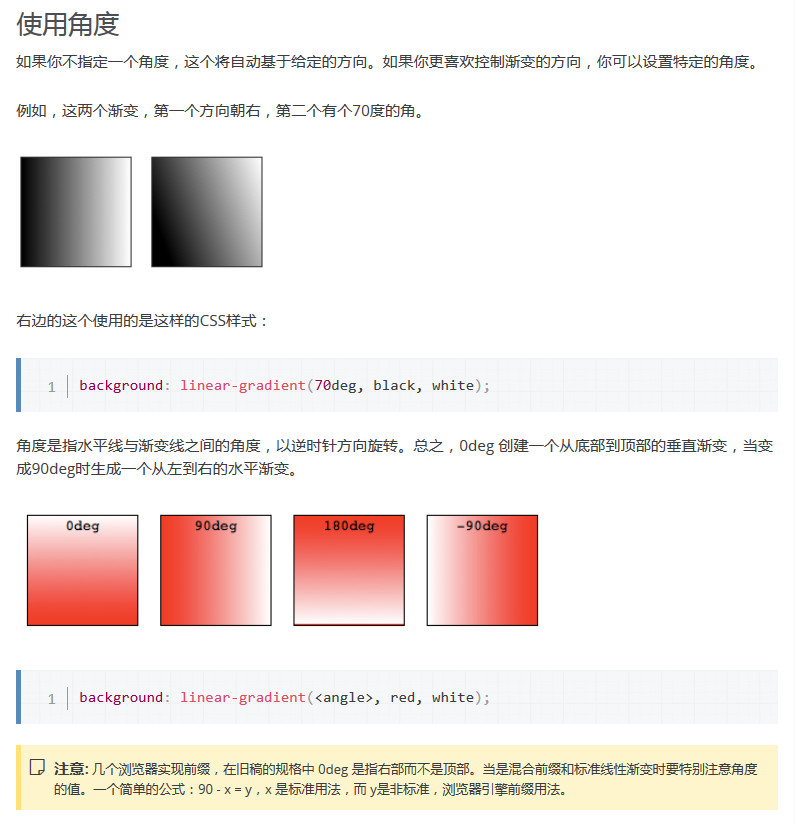 使用角度
如果你不指定一个角度，这个将自动基于给定的方向。如果你更喜欢控制渐变的方向，你可以设置特定的角度。
例如，这两个渐变，第一个方向朝右，第二个有个70度的角。
右边的这个使用的是这样的CSS样式：
1 background: linear-gradient(70deg, black, white);
角度是指水平线与渐变线之间的角度，以逆时针方向旋转。总之，0deg 创建一个从底部到顶部的垂直渐变，当变
成90deg时生成一个从左到右的水平渐变。
0deg 90deg 180deg -90deg
1 background: linear-gradient(<angle>, red, white);
注意: 几个浏览器实现前缀，在旧稿的规格中 0deg 是指右部而不是顶部。当是混合前缀和标准线性渐变时要特别注意角度
的值。一个简单的公式：90 - x = y，x 是标准用法，而 y是非标准，浏览器引擎前缀用法。